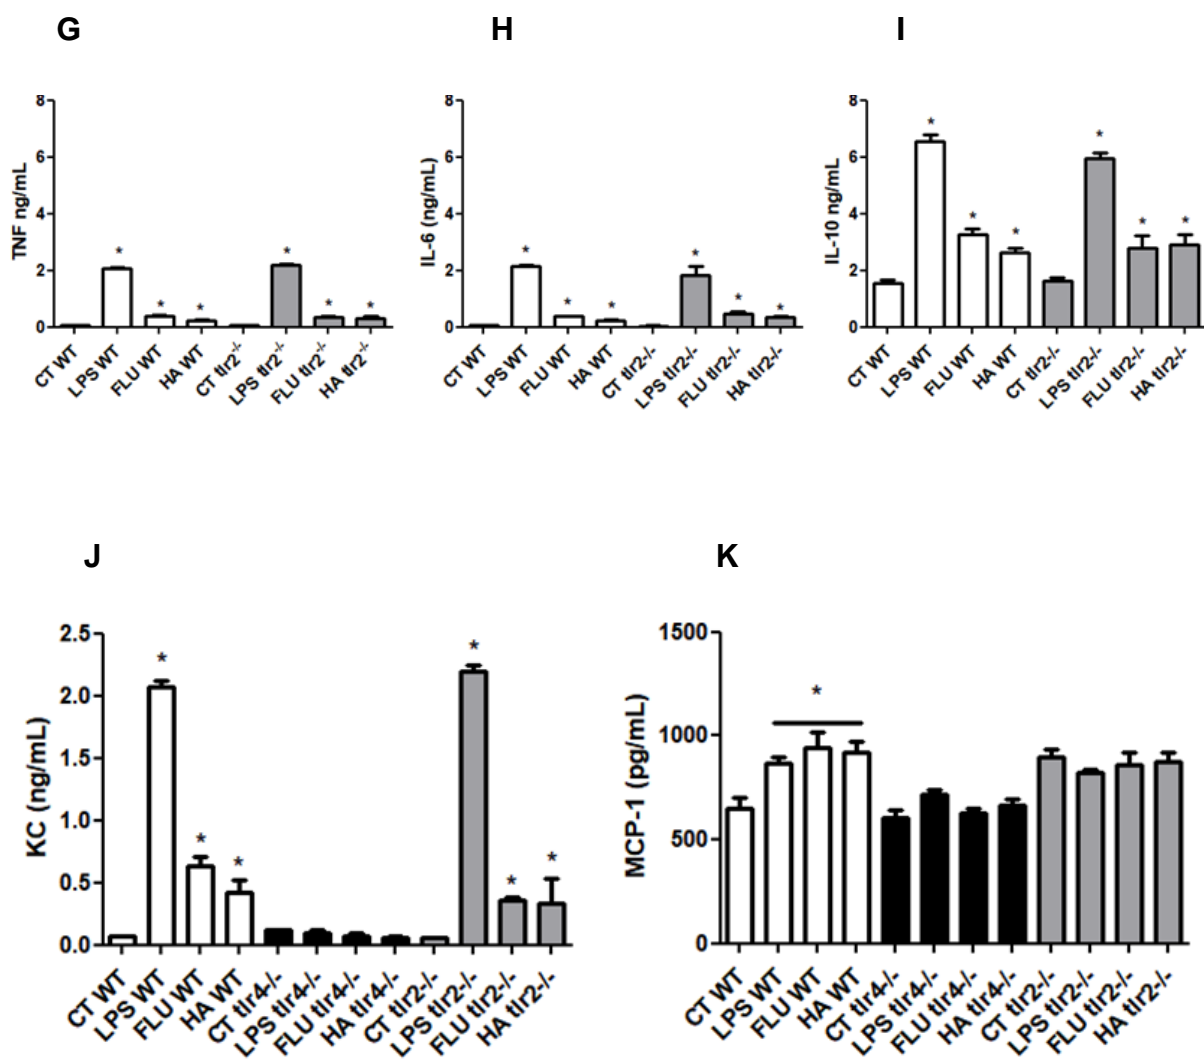 G H I
8 8 8
6 6 6
4 4 4
2 2 2
0 0 0
TNF ng/mL
IL-6 (ng/mL)
IL-10 ng/mL
* * * * * *
* * * * * *
* * * * * *
CT WT LPS WT FLU WT HA WT CT tlr2-/- LPS tlr2-/- FLU tlr2-/- HA tlr2-/-
CT WT LPS WT FLU WT HA WT CT tlr2-/- LPS tlr2-/- FLU tlr2-/- HA tlr2-/-
CT WT LPS WT FLU WT HA WT CT tlr2-/- LPS tlr2-/- FLU tlr2-/- HA tlr2-/-
J K
2.5
2.0
1.5
1.0
0.5
0.0
KC (ng/mL)
* * * * * *
CT WT LPS WT FLU WT HA WT CT tlr4-/- LPS tlr4-/- FLU tlr4-/- HA tlr4-/- CT tlr2-/- LPS tlr2-/- FLU tlr2-/- HA tlr2-/-
1500
1000
500
0
MCP-1 (pg/mL)
*
CT WT LPS WT FLU WT HA WT CT tlr4-/- LPS tlr4-/- FLU tlr4-/- HA tlr4-/- CT tlr2-/- LPS tlr2-/- FLU tlr2-/- HA tlr2-/-